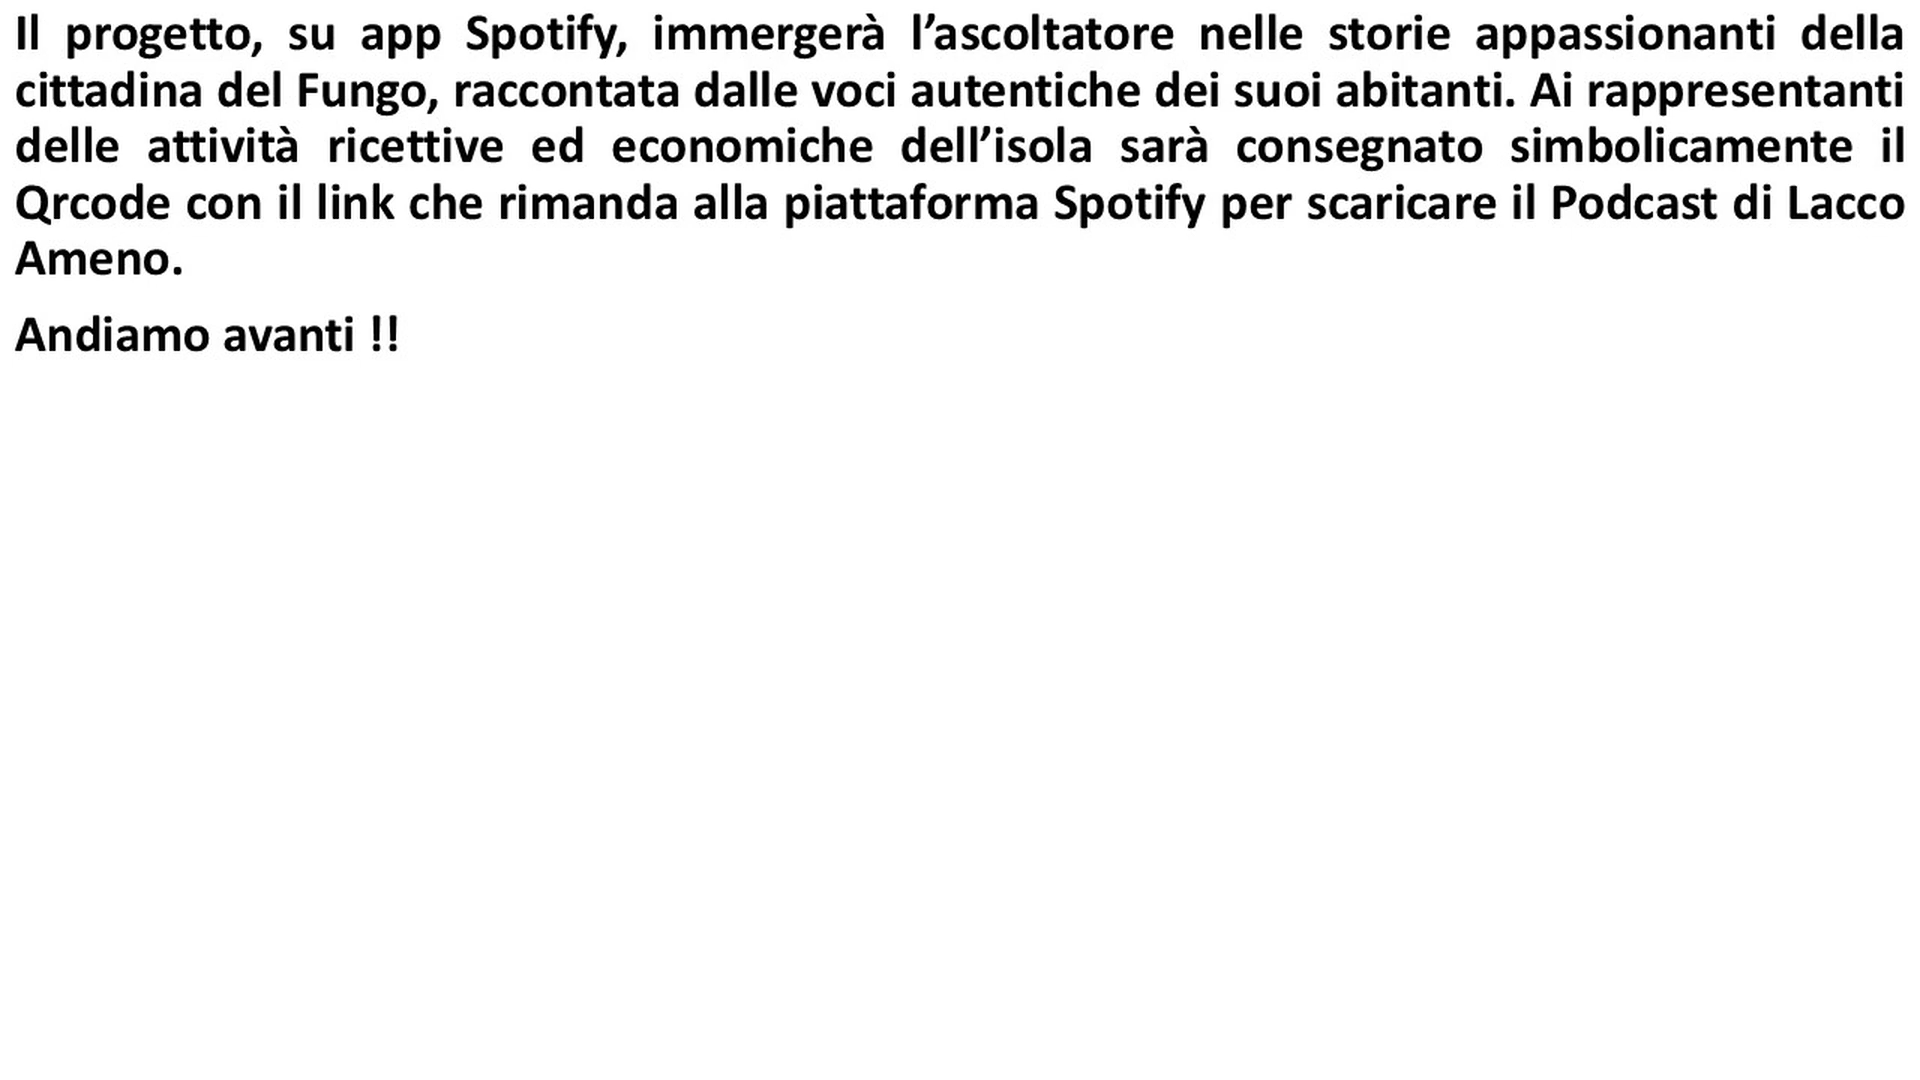 Il progetto, su app Spotify, immergerà l’ascoltatore nelle storie appassionanti della
cittadina del Fungo, raccontata dalle voci autentiche dei suoi abitanti. Ai rappresentanti
delle attività ricettive ed economiche dell’isola sarà consegnato simbolicamente il
Qrcode con il link che rimanda alla piattaforma Spotify per scaricare il Podcast di Lacco
Ameno.
Andiamo avanti !!